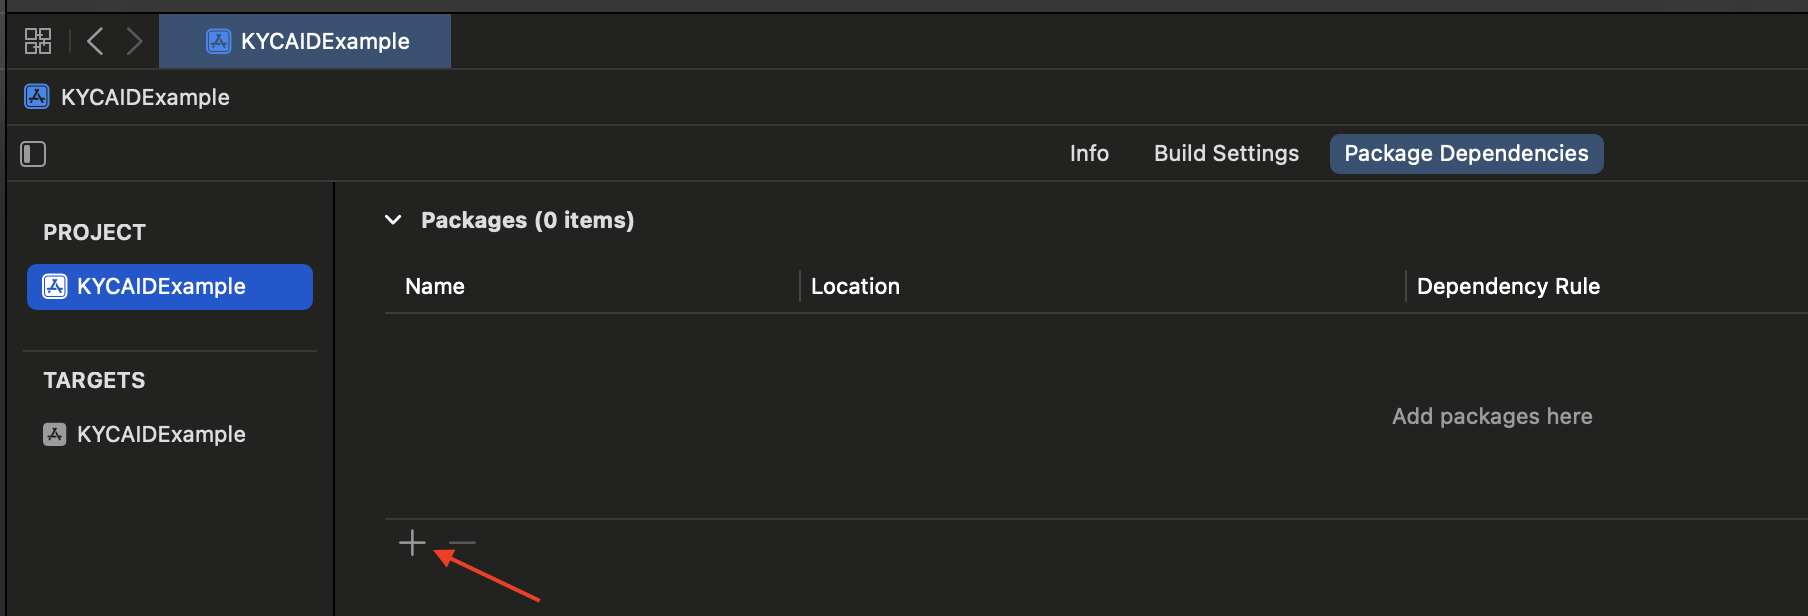 KYCAIDExample
KYCAIDExample
Info Build Settings Package Dependencies
PROJECT
KYCAIDExample
TARGETS
KYCAIDExample
Packages (0 items)
Name Location Dependency Rule
Add packages here